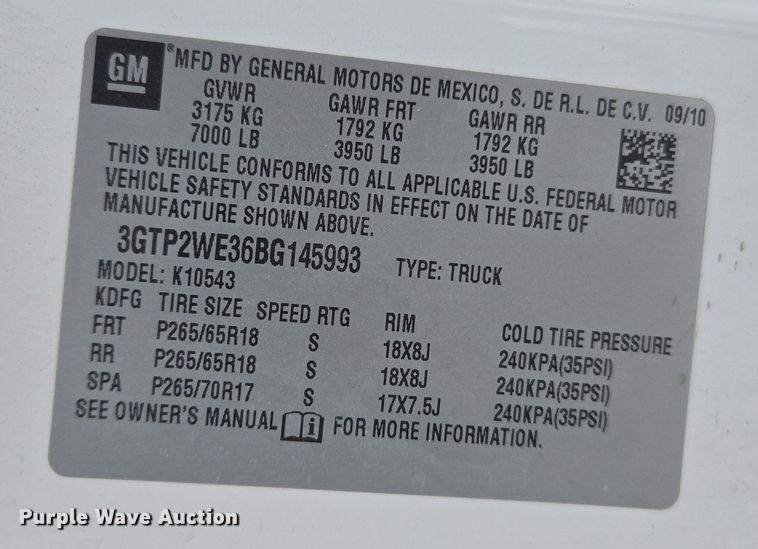 GM ®MFD BY GENERAL MOTORS DE MEXICO, S. DE R.L. DE C.V. 09/10
GVWR GAWR FRT GAWR RR
3175 KG 1792 KG 1792 KG
7000 LB 3950 LB 3950 LB
THIS VEHICLE CONFORMS TO ALL APPLICABLE U.S. FEDERAL MOTOR
VEHICLE SAFETY STANDARDS IN EFFECT ON THE DATE OF
MANUFACTURE SHOWN ABOVE.
3GTP2WE36BG145993 TYPE: TRUCK
MODEL: K10543
KDFG TIRE SIZE SPEED RTG RIM COLD TIRE PRESSURE
FRT P265/65R18 S 18X8J 240KPA(35PSI)
RR P265/65R18 S 18X8J 240KPA(35PSI)
SPA P265/70R17 S 17X7.5J 240KPA(35PSI)
SEE OWNER'S MANUAL i FOR MORE INFORMATION.
Purple Wave Auction